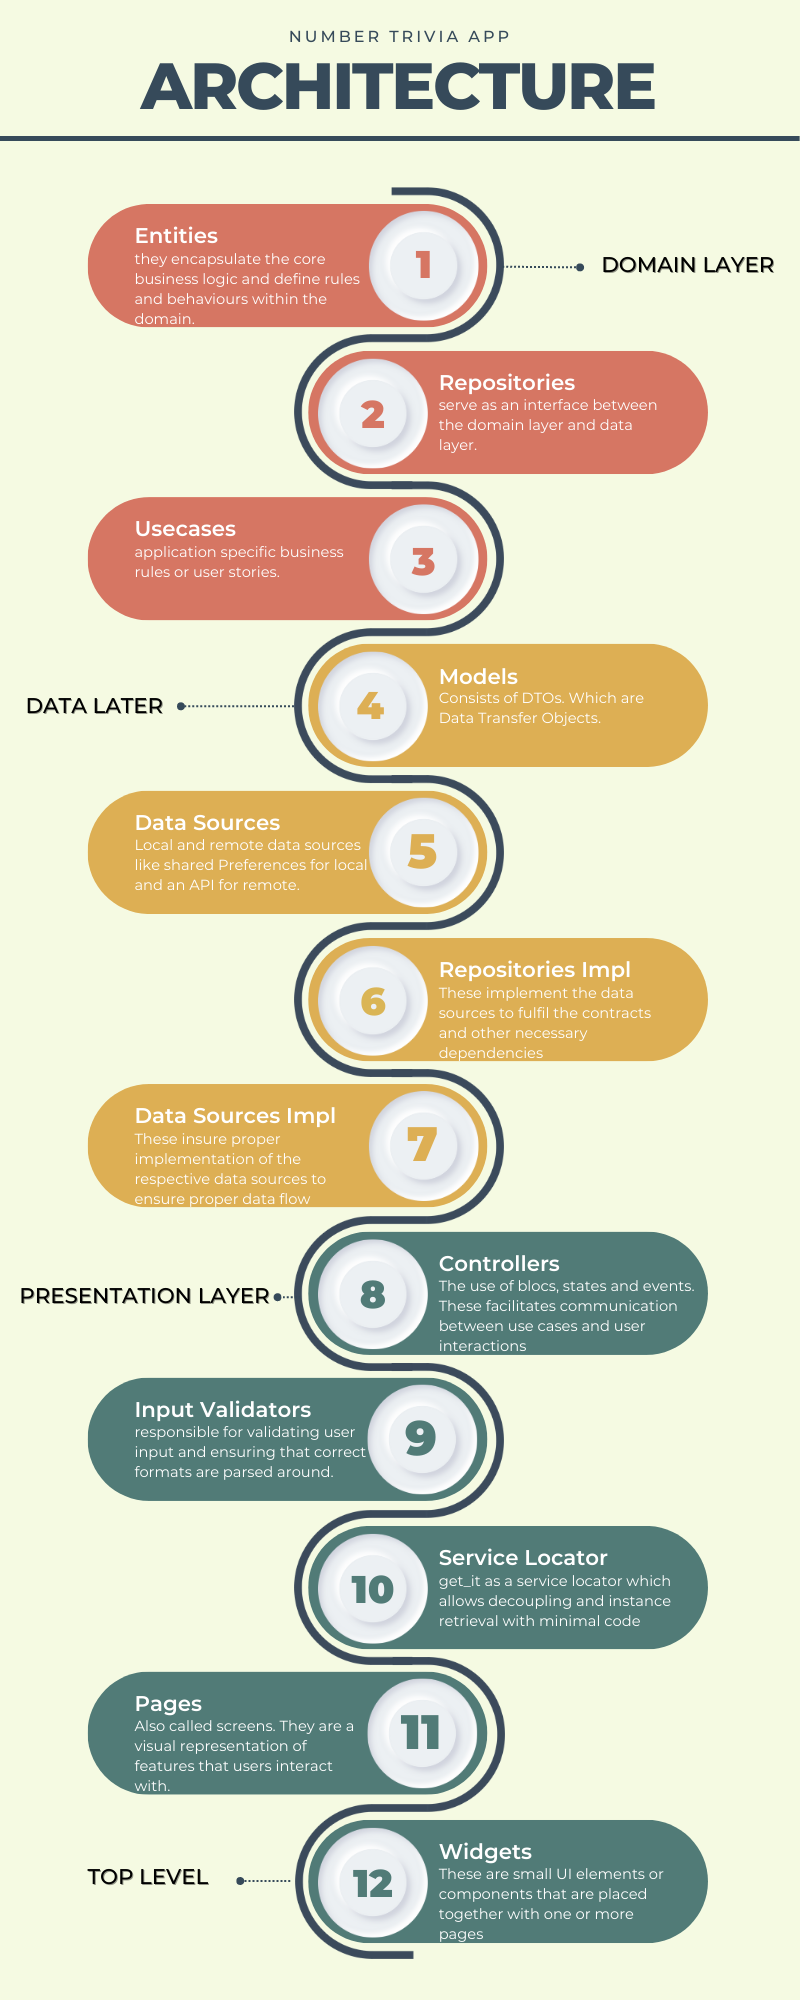 NUMBER TRIVIA APP
ARCHITECTURE
Entities
they encapsulate the core
business logic and define rules
and behaviours within the
domain.
1
DOMAIN LAYER
2
Repositories
serve as an interface between
the domain layer and data
layer.
Usecases
application specific business
rules or user stories.
3
DATA LATER
4
Models
Consists of DTOs. Which are
Data Transfer Objects.
Data Sources
Local and remote data sources
like shared Preferences for local
and an API for remote.
5
6
Repositories Impl
These implement the data
sources to fulfil the contracts
and other necessary
dependencies
Data Sources Impl
These insure proper
implementation of the
respective data sources to
ensure proper data flow
7
PRESENTATION LAYER
8
Controllers
The use of blocs, states and events.
These facilitates communication
between use cases and user
interactions
Input Validators
responsible for validating user
input and ensuring that correct
formats are parsed around.
9
10
Service Locator
get_it as a service locator which
allows decoupling and instance
retrieval with minimal code
Pages
Also called screens. They are a
visual representation of
features that users interact
with.
11
TOP LEVEL
12
Widgets
These are small UI elements or
components that are placed
together with one or more
pages